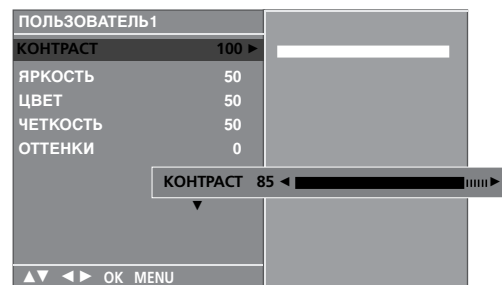 ПОЛЬЗОВАТЕЛЬ1
КОНТРАСТ 100 ►
ЯРКОСТЬ 50
ЦВЕТ 50
ЧЕТКОСТЬ 50
ОТТЕНКИ 0
КОНТРАСТ 85 ◄ ►
▼
▲▼ ◄► OK MENU